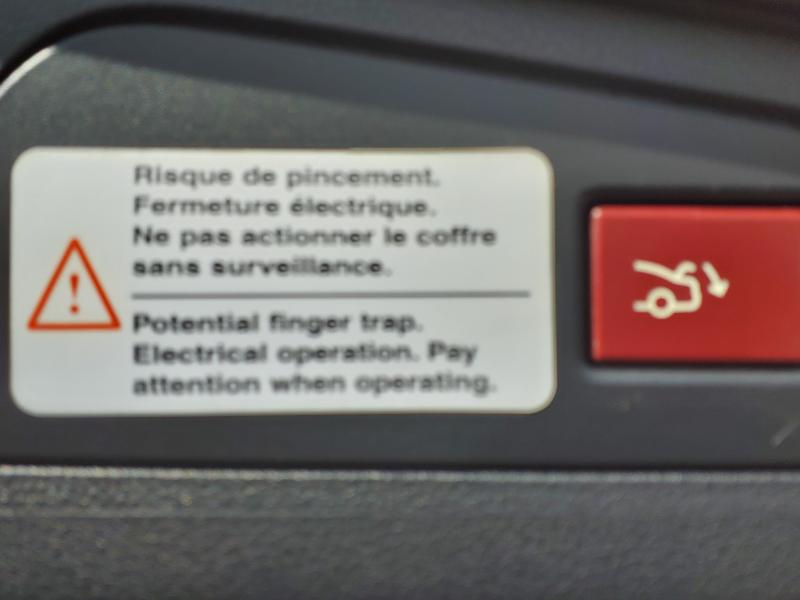 Risque de pincement.
Fermeture électrique.
Ne pas actionner le coffre
sans surveillance.
Potential finger trap.
Electrical operation. Pay
attention when operating.